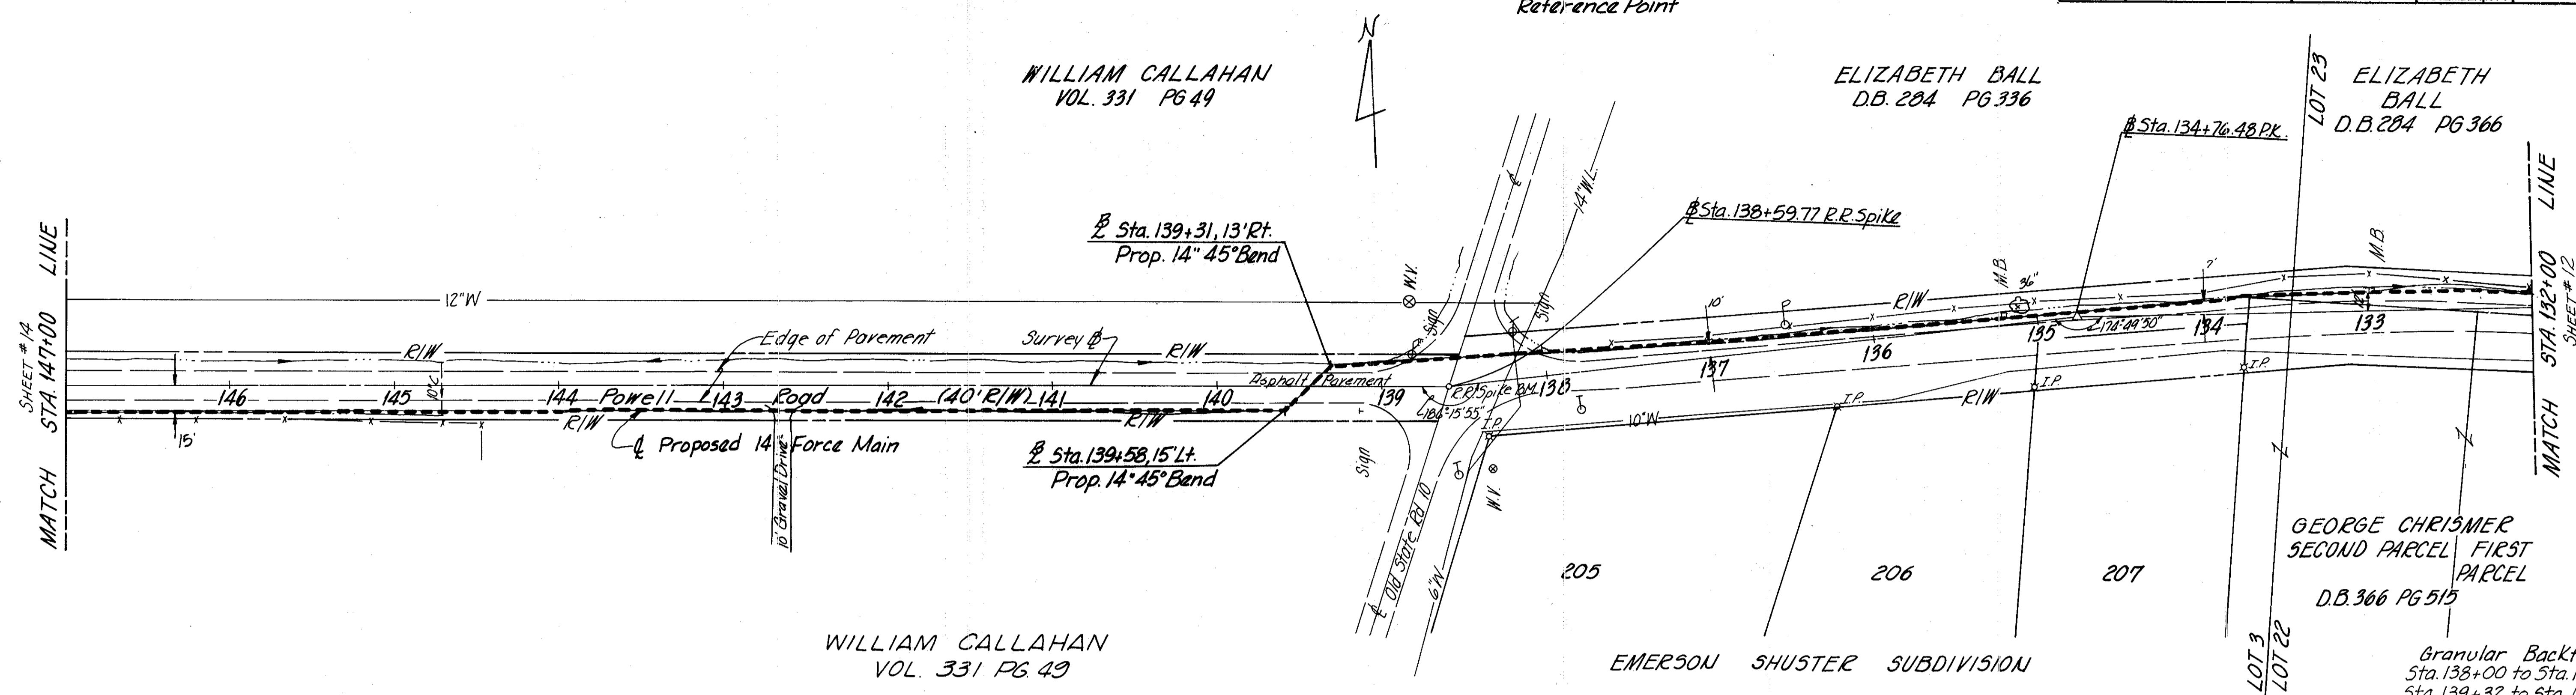 Reference Point
N
WILLIAM CALLAHAN
VOL. 331 PG 49
ELIZABETH BALL
D.B. 284 PG 336
LOT 23
ELIZABETH
BALL
D.B. 284 PG 366
℄ Sta. 134+76.48 P.K.
14" W.L.
℄ Sta. 138+59.77 R.R. Spike
℄ Sta. 139+31, 13' Rt.
Prop. 14" 45° Bend
SHEET # 14
MATCH STA. 147+00 LINE
MATCH STA. 132+00 LINE
SHEET # 12
12"W
W.V.
Sign
Sign
M.B.
36"
M.B.
R/W
7'
10'
Edge of Pavement
Survey ℄
R/W
R/W
174°49'50"
135
134
133
136
137
138
Asphalt Pavement
146
145
144
Powell
143
Road
142
(40' R/W)
141
140
139
R.R. Spike B.M.
186°15'55"
I.P.
I.P.
I.P.
I.P.
R/W
10"W
15'
R/W
R/W
℄ Proposed 14" Force Main
10' Gravel Drive
℄ Sta. 139+58, 15' Lt.
Prop. 14" 45° Bend
Sign
W.V.
℄ Old State Rd 10
6"W
205
206
207
GEORGE CHRISMER
SECOND PARCEL FIRST
PARCEL
D.B. 366 PG 515
WILLIAM CALLAHAN
VOL. 331 PG. 49
EMERSON SHUSTER SUBDIVISION
LOT 3
LOT 22
Granular
Sta. 138+00 to Sta.
Sta. 139+32 to Sta.